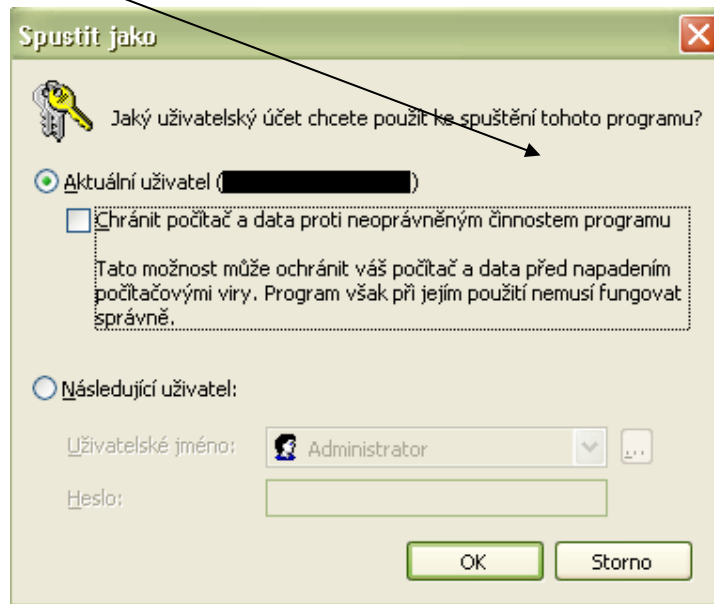 Spustit jako
Jaký uživatelský účet chcete použít ke spuštění tohoto programu?
Aktuální uživatel ( )
Chránit počítač a data proti neoprávněným činnostem programu
Tato možnost může ochránit váš počítač a data před napadením
počítačovými viry. Program však při jejím použití nemusí fungovat
správně.
Následující uživatel:
Uživatelské jméno:
Administrator
...
Heslo:
OK
Storno